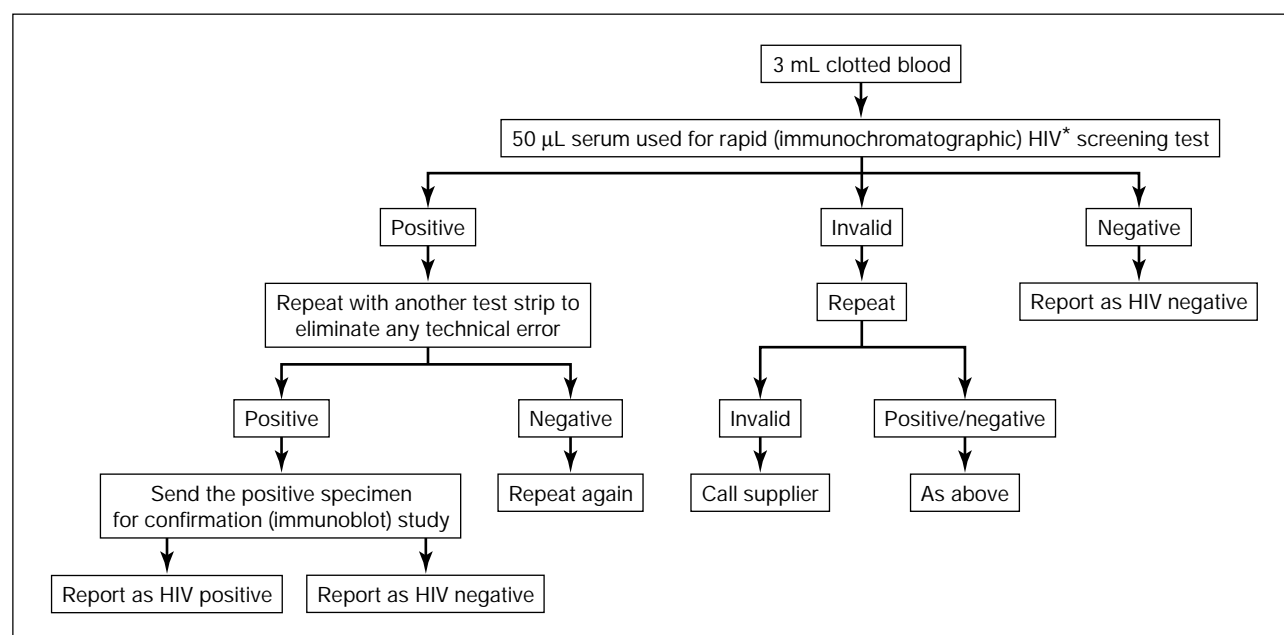 3 mL clotted blood
50 μL serum used for rapid (immunochromatographic) HIV* screening test
Positive
Invalid
Negative
Repeat with another test strip to
eliminate any technical error
Repeat
Report as HIV negative
Positive
Negative
Invalid
Positive/negative
Send the positive specimen
for confirmation (immunoblot) study
Repeat again
Call supplier
As above
Report as HIV positive
Report as HIV negative